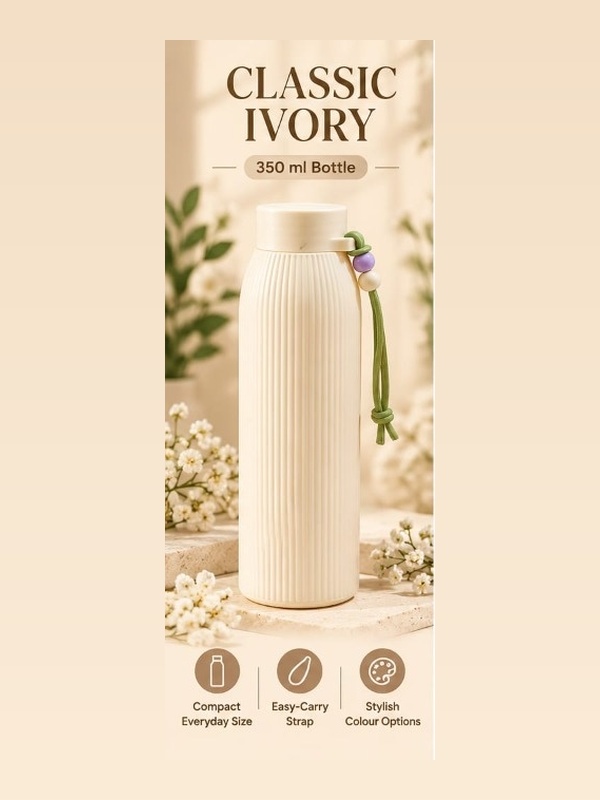 CLASSIC
IVORY
350 ml Bottle
Compact
Everyday Size
Easy-Carry
Strap
Stylish
Colour Options